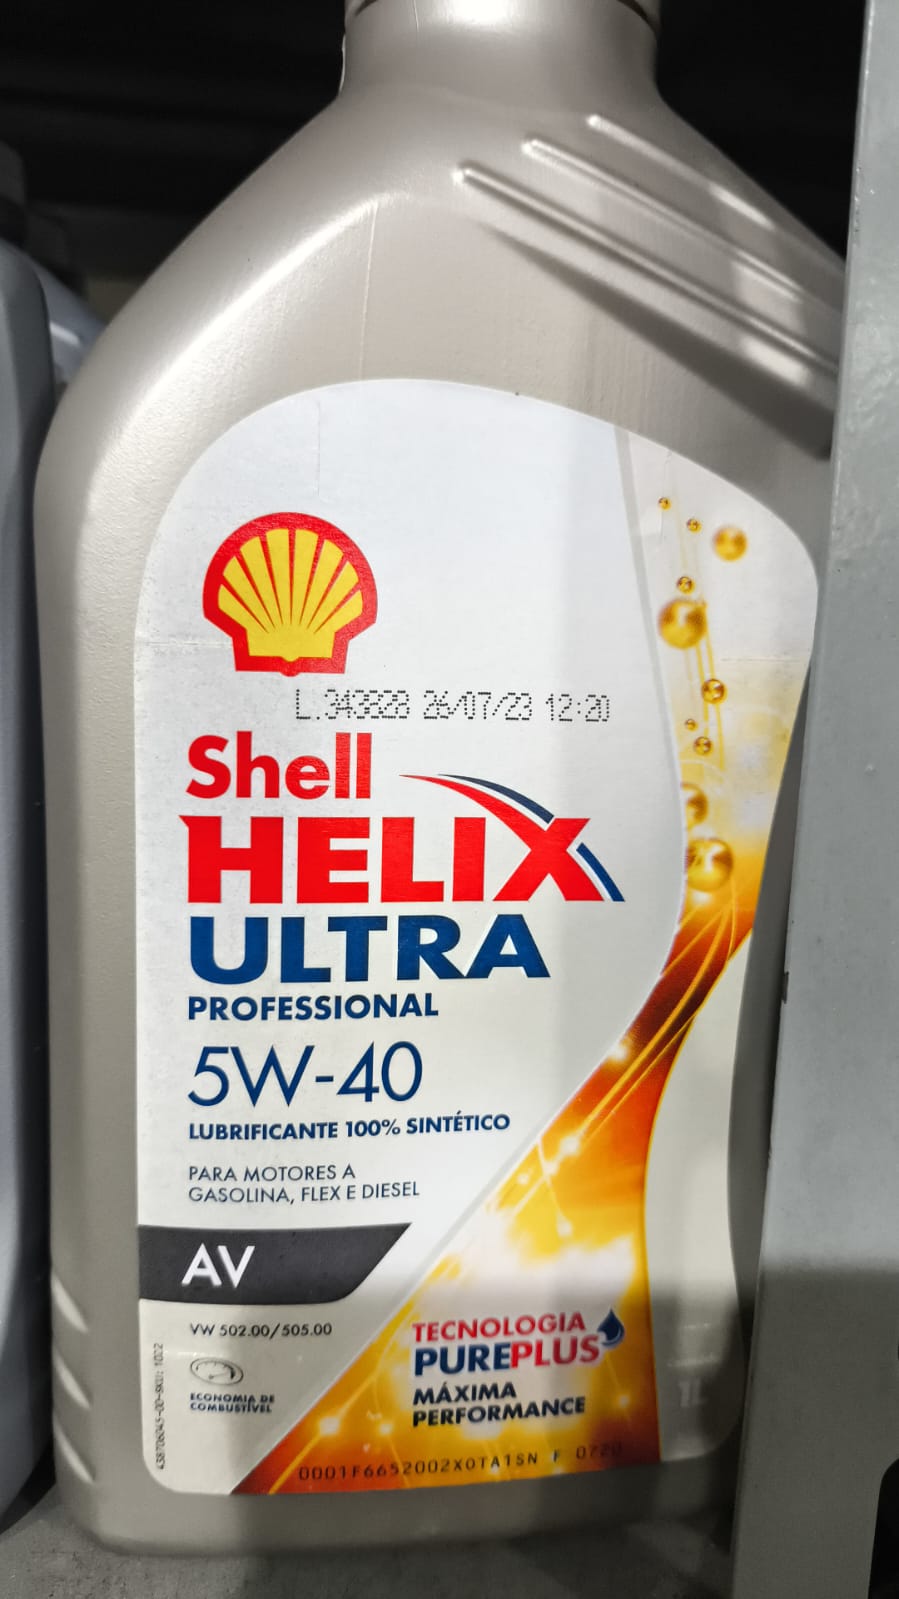 L.343828 26/07/23 12:20
Shell
HELIX
ULTRA
PROFESSIONAL
5W-40
LUBRIFICANTE 100% SINTÉTICO
PARA MOTORES A
GASOLINA, FLEX E DIESEL
AV
VW 502.00/505.00
ECONOMIA DE
COMBUSTÍVEL
TECNOLOGIA
PUREPLUS
MÁXIMA
PERFORMANCE
0001F6652002X0TA1SN F 0720
1L